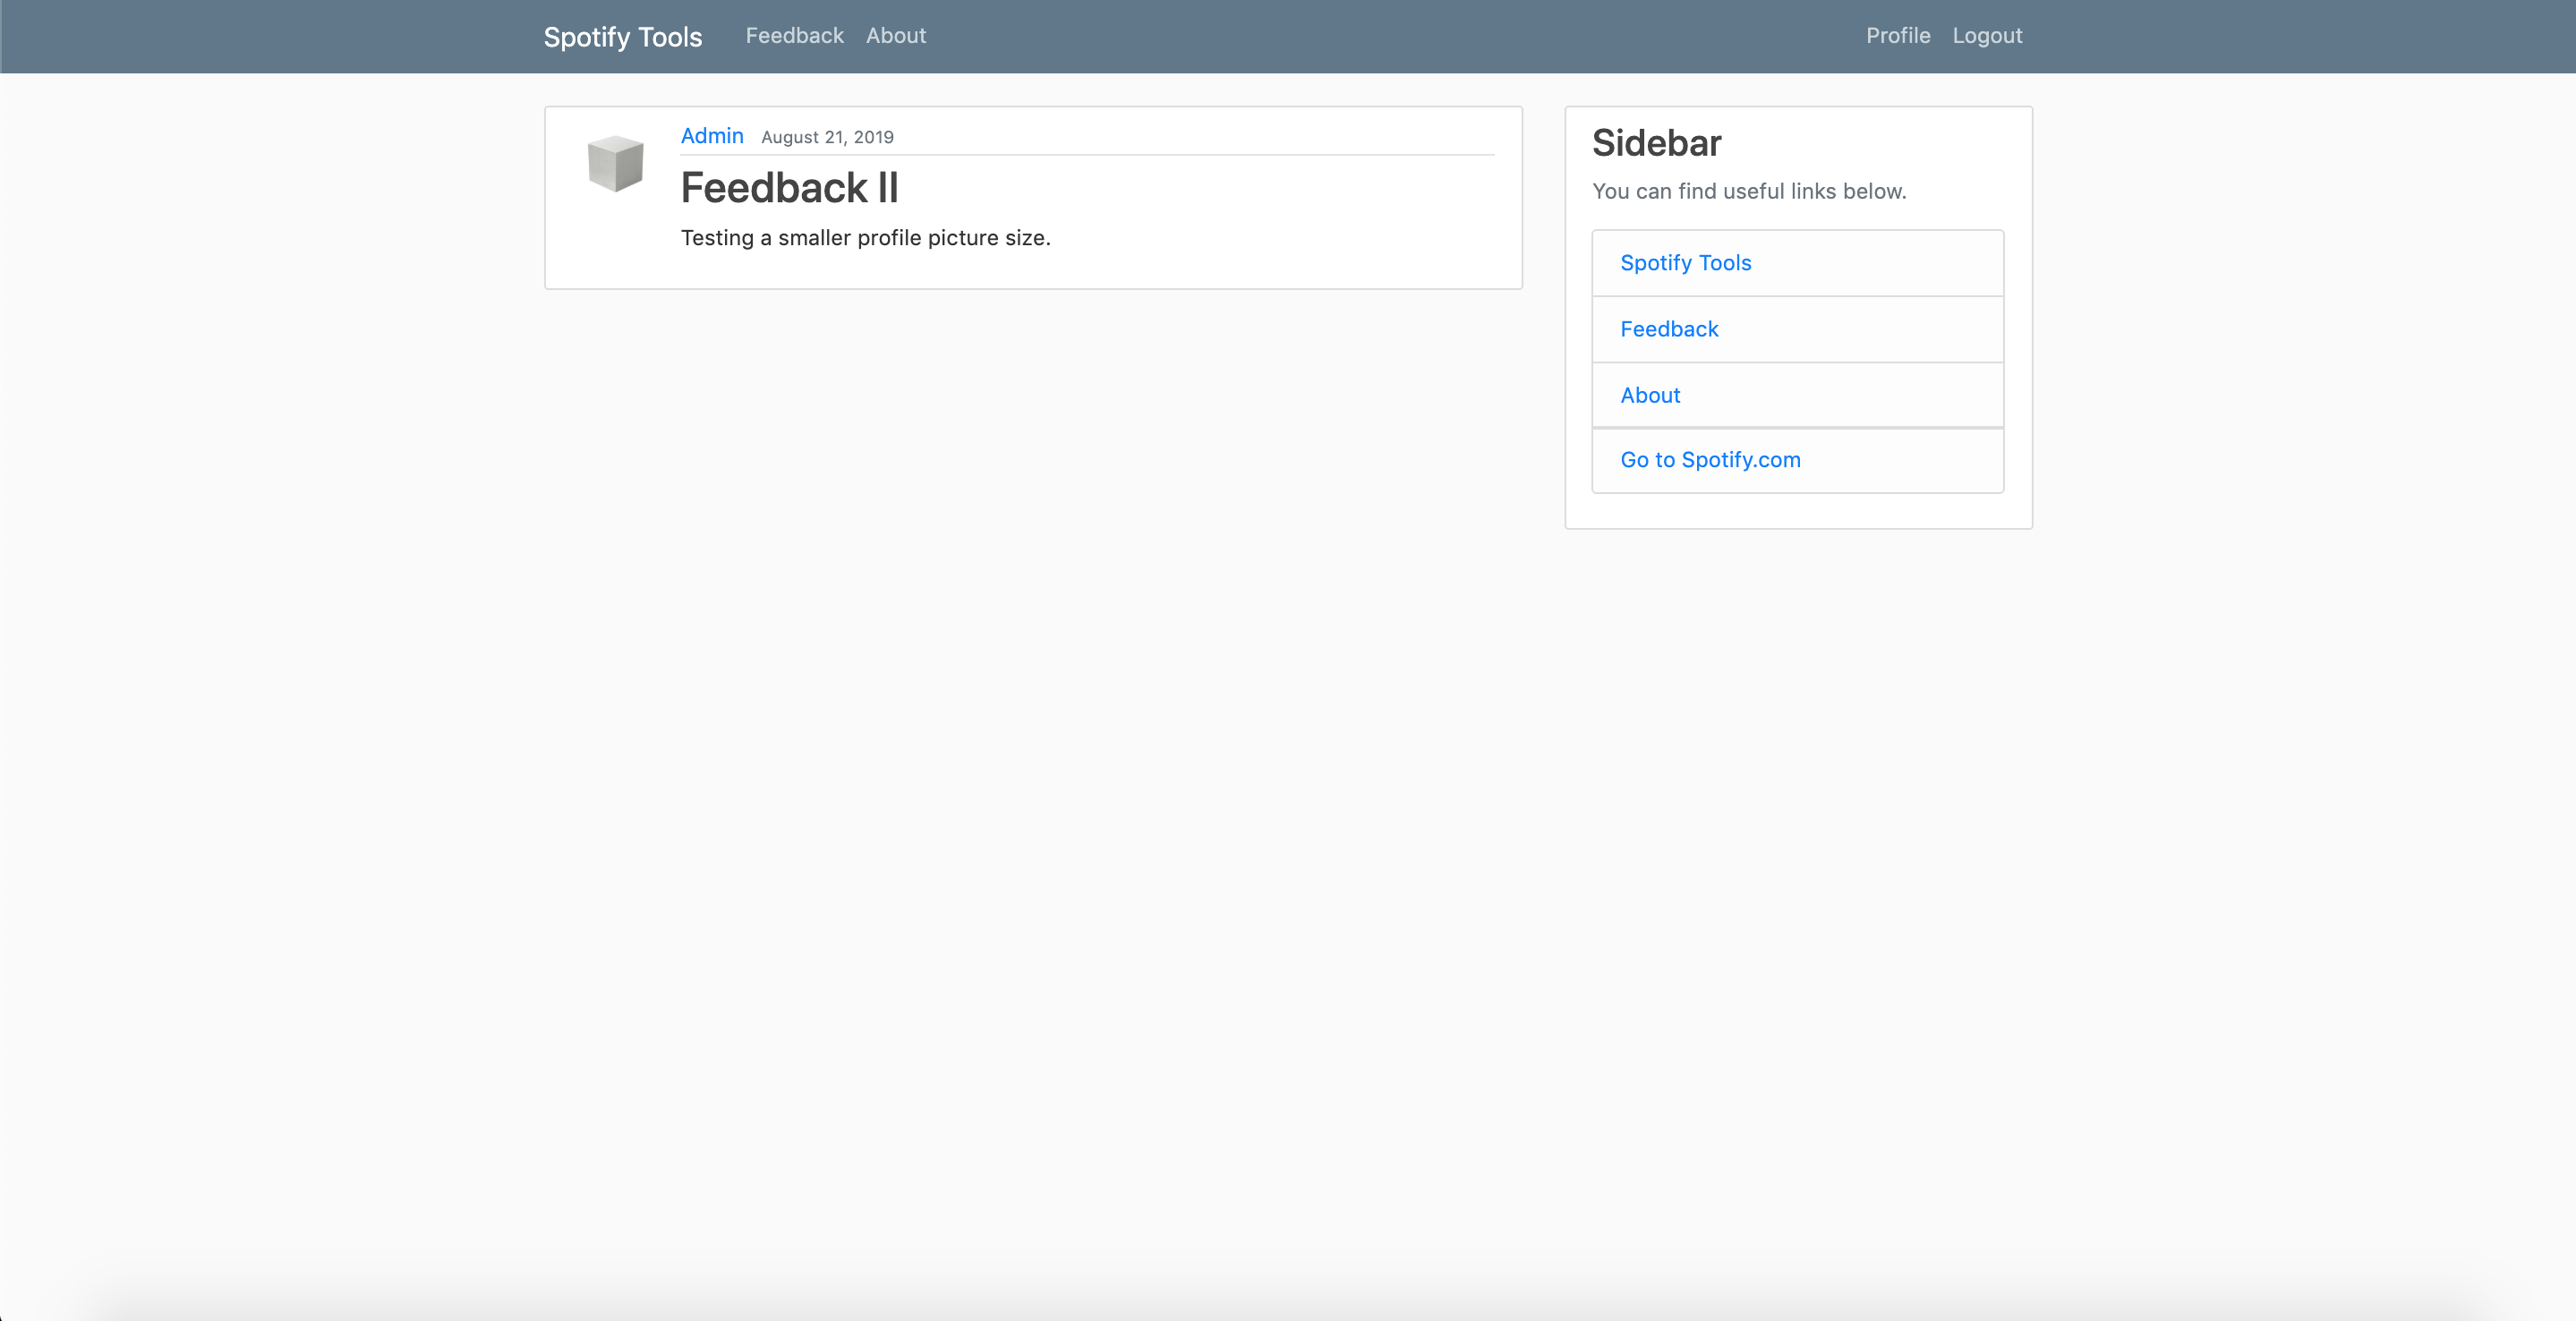 Spotify Tools Feedback About Profile Logout
Admin August 21, 2019
Feedback II
Testing a smaller profile picture size.
Sidebar
You can find useful links below.
Spotify Tools
Feedback
About
Go to Spotify.com